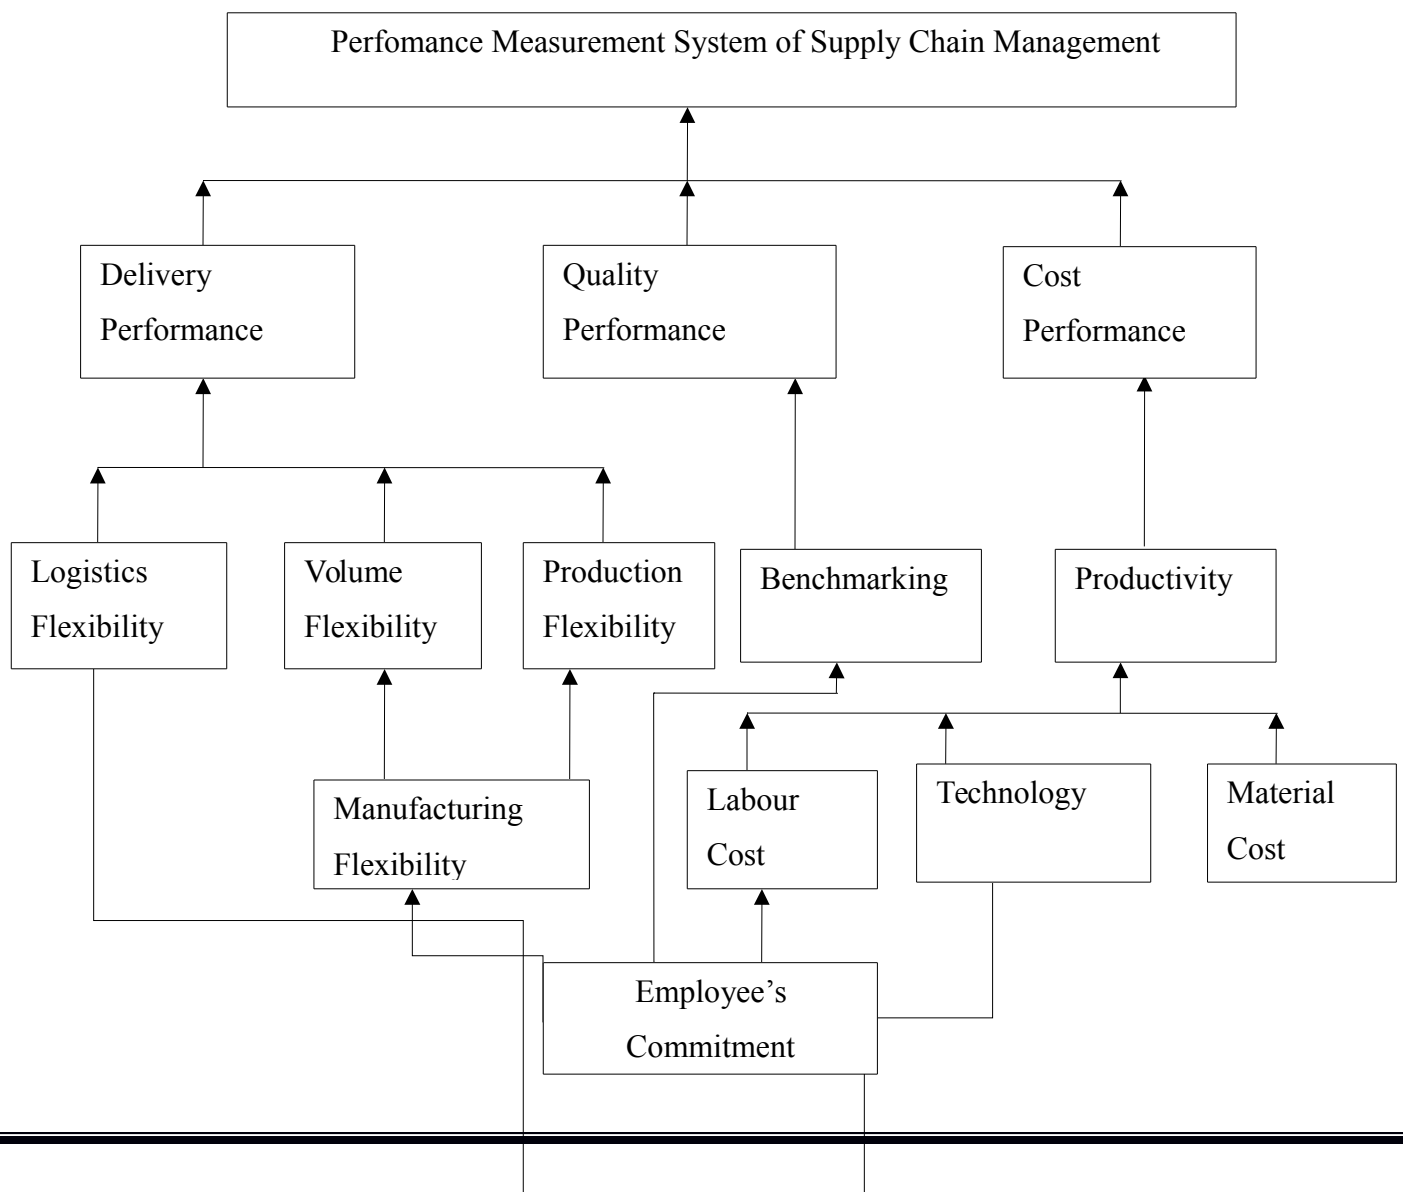 Perfomance Measurement System of Supply Chain Management
Delivery
Performance
Quality
Performance
Cost
Performance
Logistics
Flexibility
Volume
Flexibility
Production
Flexibility
Benchmarking
Productivity
Manufacturing
Flexibility
Labour
Cost
Technology
Material
Cost
Employee’s
Commitment